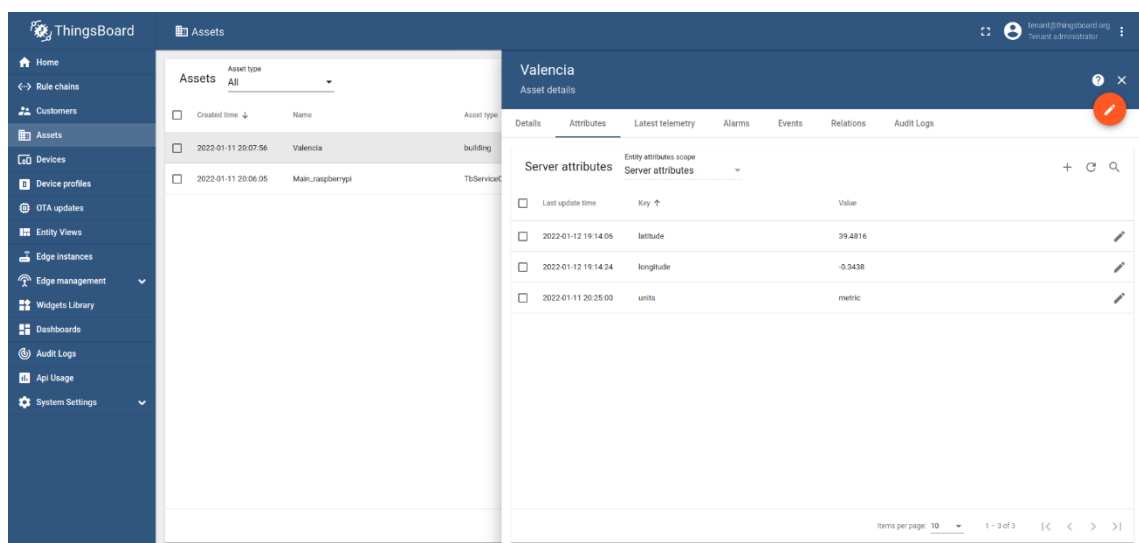 ThingsBoard
Assets
tenant@thingsboard.org
Tenant administrator
Home
Rule chains
Customers
Assets
Devices
Device profiles
OTA updates
Entity Views
Edge instances
Edge management
Widgets Library
Dashboards
Audit Logs
Api Usage
System Settings
Assets
Asset type
All
Created time Name Asset type
2022-01-11 20:07:56 Valencia building
2022-01-11 20:06:05 Main_raspberrypi TbServiceC
Valencia
Asset details
Details Attributes Latest telemetry Alarms Events Relations Audit Logs
Server attributes
Entity attributes scope
Server attributes
Last update time Key Value
2022-01-12 19:14:06 latitude 39.4816
2022-01-12 19:14:24 longitude -0.3438
2022-01-11 20:25:00 units metric
Items per page: 10 1 – 3 of 3